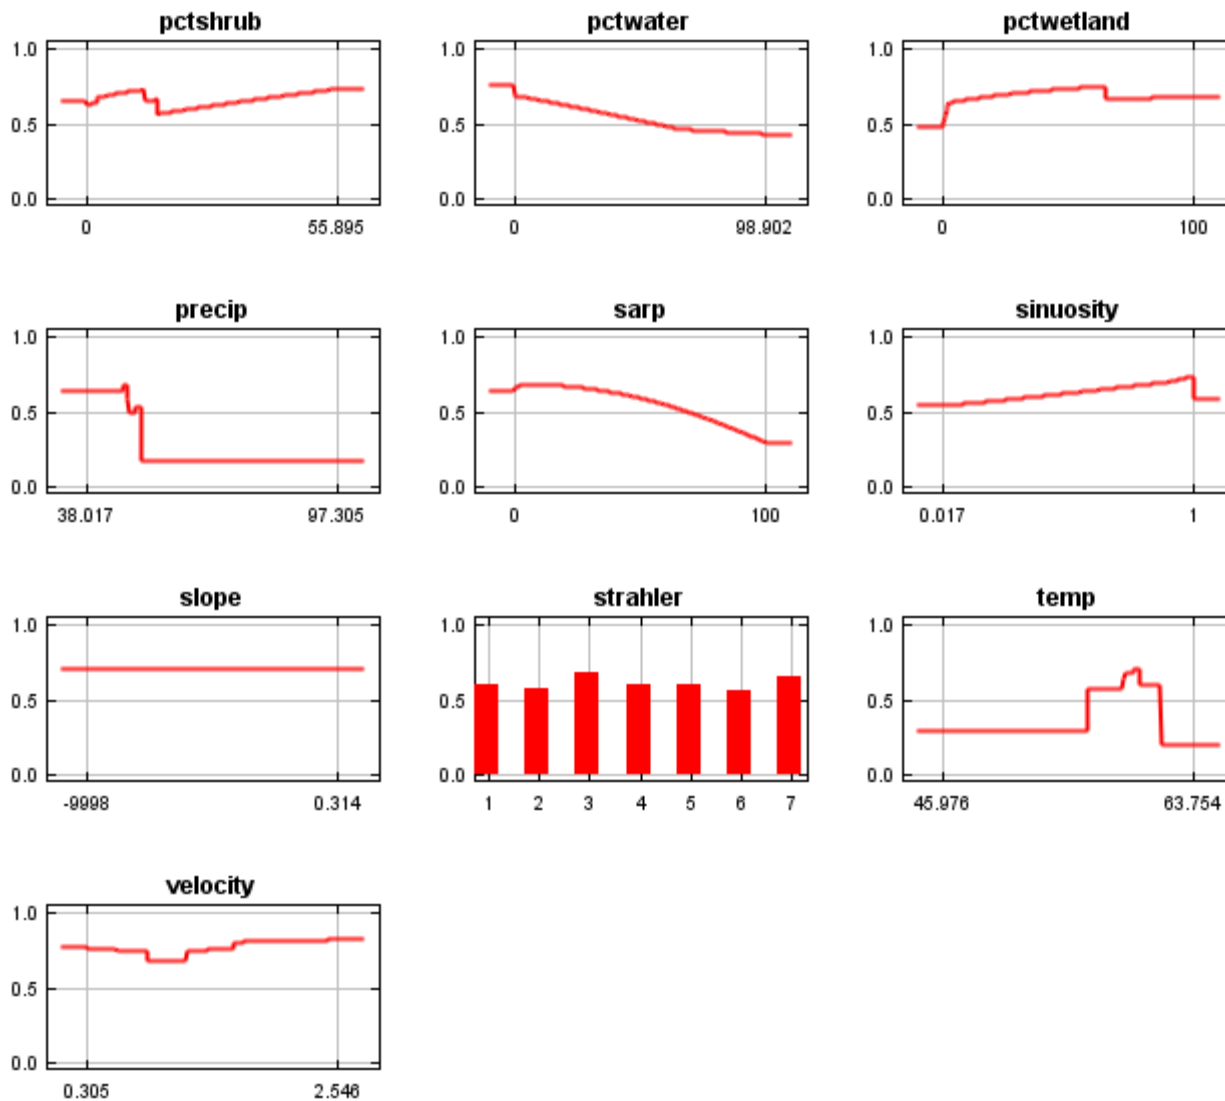 pctshrub pctwater pctwetland
1.0 1.0 1.0
0.5 0.5 0.5
0.0 0.0 0.0
0 55.895 0 98.902 0 100
precip sarp sinuosity
1.0 1.0 1.0
0.5 0.5 0.5
0.0 0.0 0.0
38.017 97.305 0 100 0.017 1
slope strahler temp
1.0 1.0 1.0
0.5 0.5 0.5
0.0 0.0 0.0
-9998 0.314 1 2 3 4 5 6 7 45.976 63.754
velocity
1.0
0.5
0.0
0.305 2.546